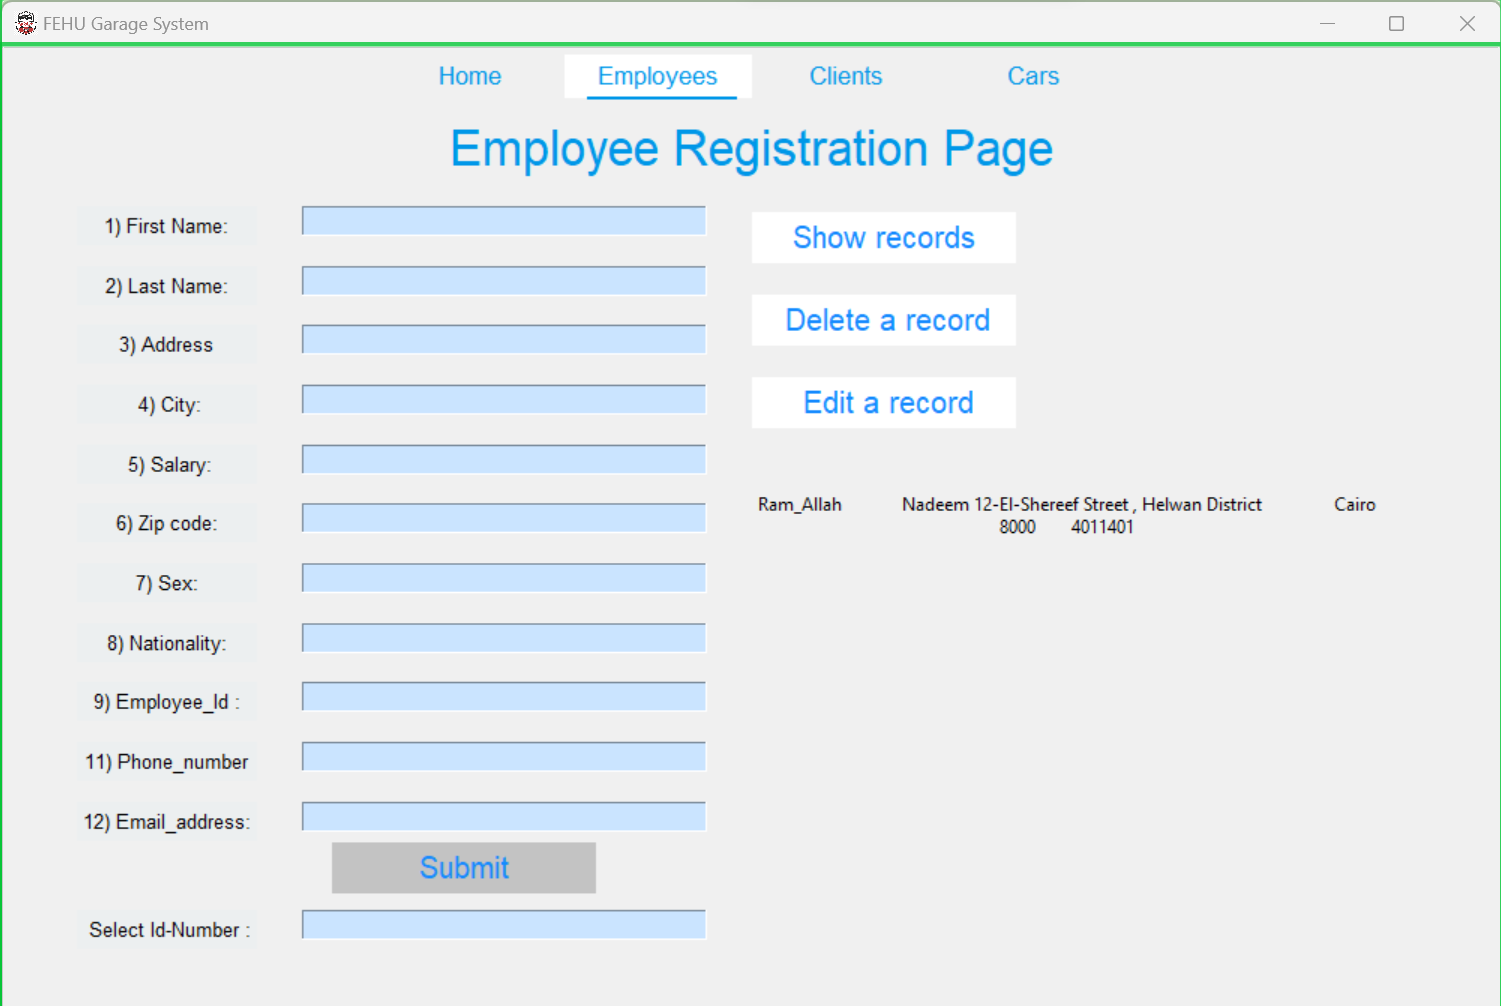 FEHU Garage System
Home Employees Clients Cars
Employee Registration Page
1) First Name:
2) Last Name:
3) Address
4) City:
5) Salary:
6) Zip code:
7) Sex:
8) Nationality:
9) Employee_Id :
11) Phone_number
12) Email_address:
Submit
Select Id-Number :
Show records
Delete a record
Edit a record
Ram_Allah Nadeem 12-El-Shereef Street , Helwan District Cairo
8000 4011401